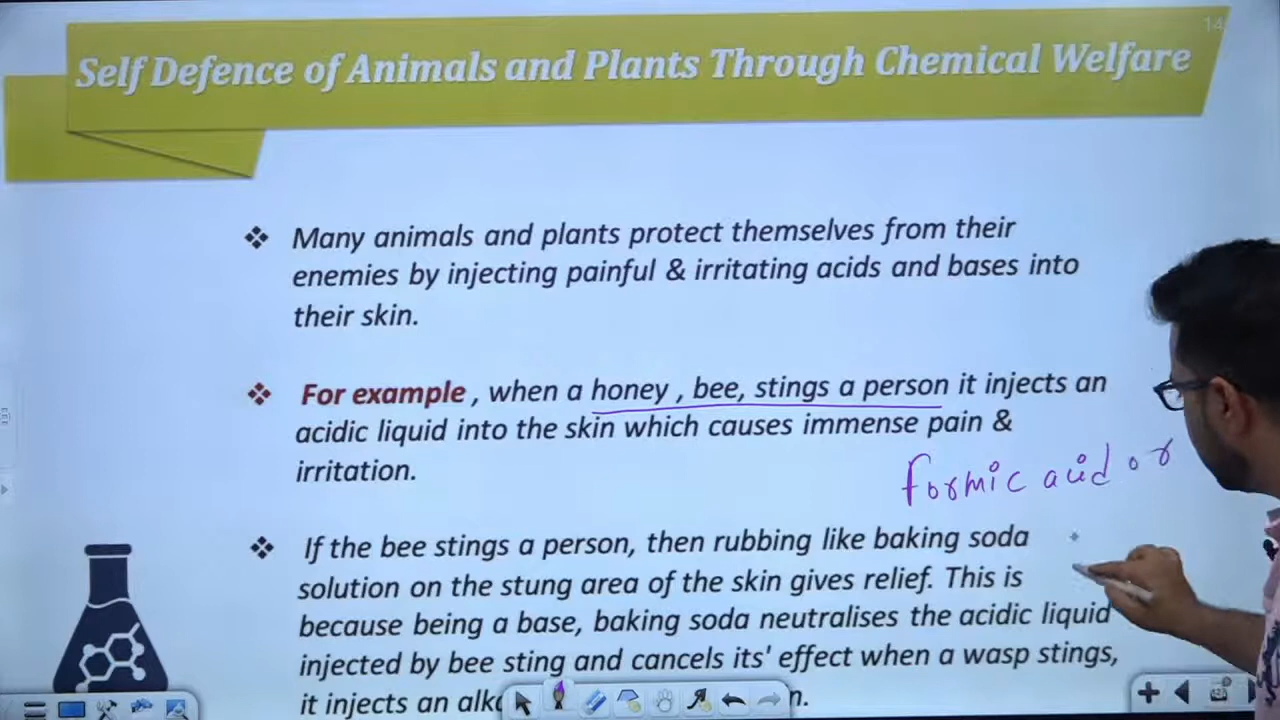 14
Self Defence of Animals and Plants Through Chemical Welfare
❖ Many animals and plants protect themselves from their
enemies by injecting painful & irritating acids and bases into
their skin.
❖ For example , when a honey , bee, stings a person it injects an
acidic liquid into the skin which causes immense pain &
irritation.
formic acid or
❖ If the bee stings a person, then rubbing like baking soda
solution on the stung area of the skin gives relief. This is
because being a base, baking soda neutralises the acidic liquid
injected by bee sting and cancels its' effect when a wasp stings,
it injects an n.